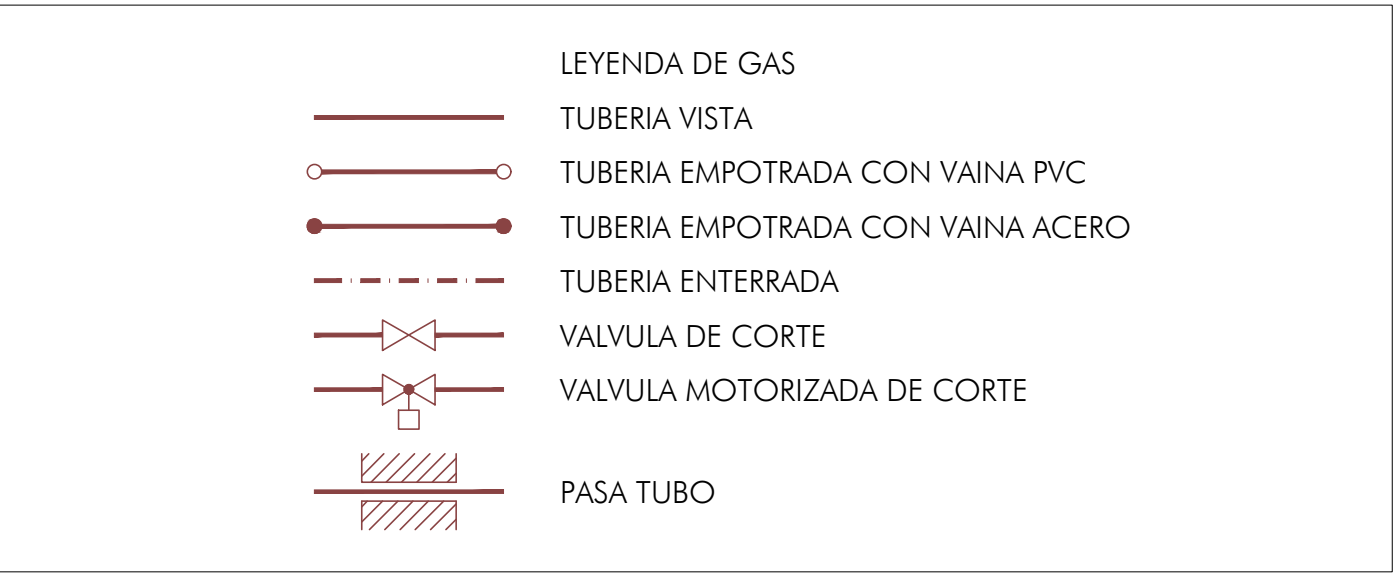 LEYENDA DE GAS
TUBERIA VISTA
TUBERIA EMPOTRADA CON VAINA PVC
TUBERIA EMPOTRADA CON VAINA ACERO
TUBERIA ENTERRADA
VALVULA DE CORTE
VALVULA MOTORIZADA DE CORTE
PASA TUBO